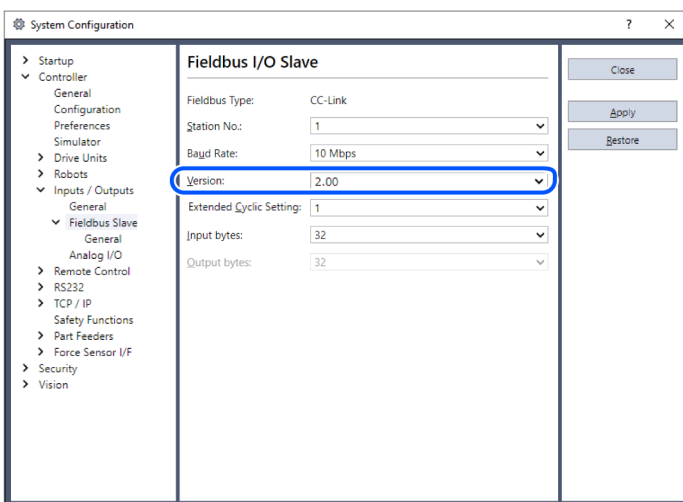 System Configuration
?
Startup
Controller
General
Configuration
Preferences
Simulator
Drive Units
Robots
Inputs / Outputs
General
Fieldbus Slave
General
Analog I/O
Remote Control
RS232
TCP / IP
Safety Functions
Part Feeders
Force Sensor I/F
Security
Vision
Fieldbus I/O Slave
Fieldbus Type: CC-Link
Station No.: 1
Baud Rate: 10 Mbps
Version: 2.00
Extended Cyclic Setting: 1
Input bytes: 32
Output bytes: 32
Close
Apply
Restore